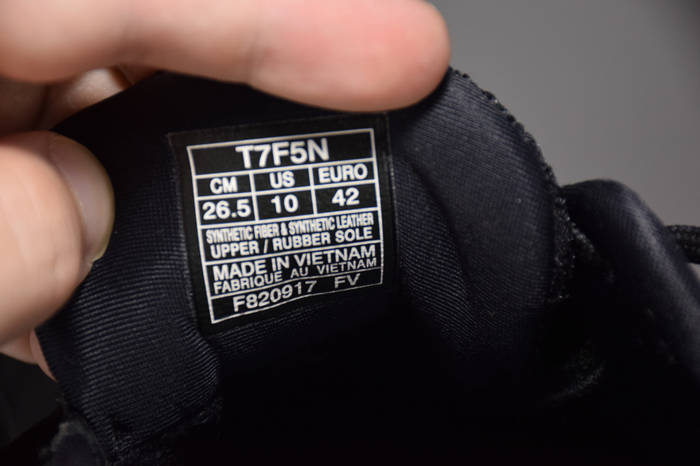 T7F5N
CM US EURO
26.5 10 42
SYNTHETIC FIBER & SYNTHETIC LEATHER
UPPER / RUBBER SOLE
MADE IN VIETNAM
FABRIQUE AU VIETNAM
F820917 FV